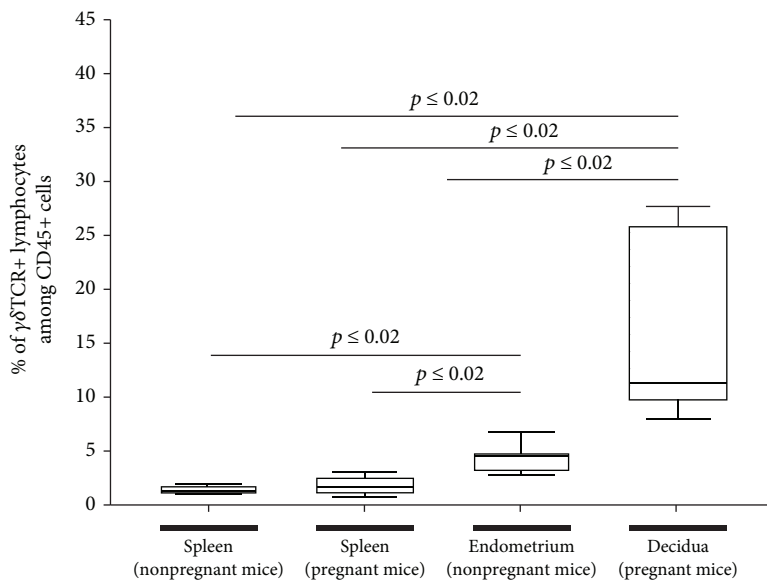 45
40
35
30
25
20
15
10
5
0
% of γδTCR+ lymphocytes
among CD45+ cells
p ≤ 0.02
p ≤ 0.02
p ≤ 0.02
p ≤ 0.02
p ≤ 0.02
Spleen
(nonpregnant mice)
Spleen
(pregnant mice)
Endometrium
(nonpregnant mice)
Decidua
(pregnant mice)